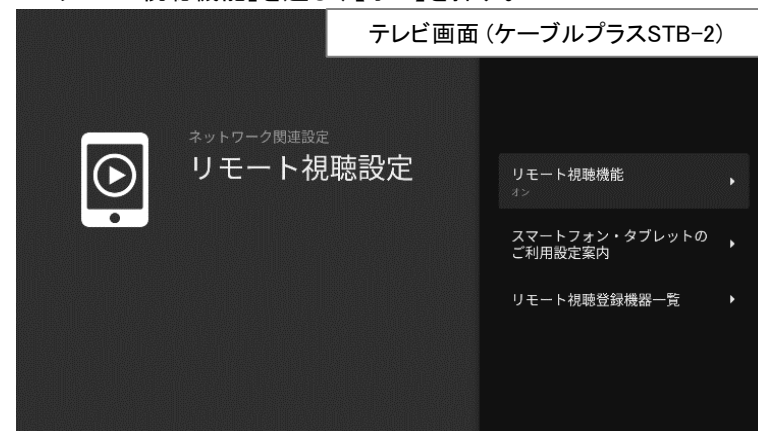 テレビ画面 (ケーブルプラスSTB-2)
ネットワーク関連設定
リモート視聴設定
リモート視聴機能
オン
スマートフォン・タブレットの
ご利用設定案内
リモート視聴登録機器一覧